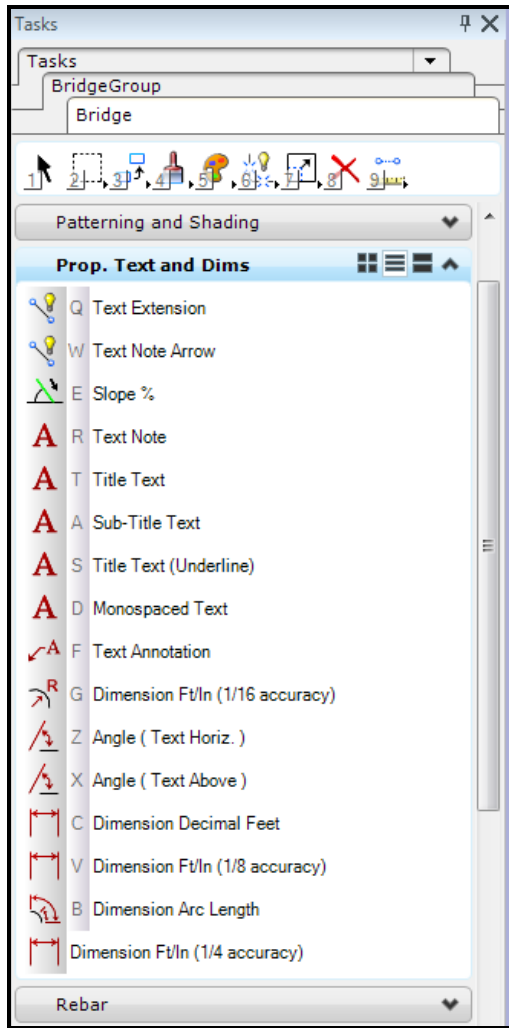 Tasks
Tasks
BridgeGroup
Bridge
1 2 3 4 5 6 7 8 9
Patterning and Shading
Prop. Text and Dims
Q Text Extension
W Text Note Arrow
E Slope %
A R Text Note
A T Title Text
A A Sub-Title Text
A S Title Text (Underline)
A D Monospaced Text
A F Text Annotation
R G Dimension Ft/In (1/16 accuracy)
Z Angle ( Text Horiz. )
X Angle ( Text Above )
C Dimension Decimal Feet
V Dimension Ft/In (1/8 accuracy)
B Dimension Arc Length
Dimension Ft/In (1/4 accuracy)
Rebar